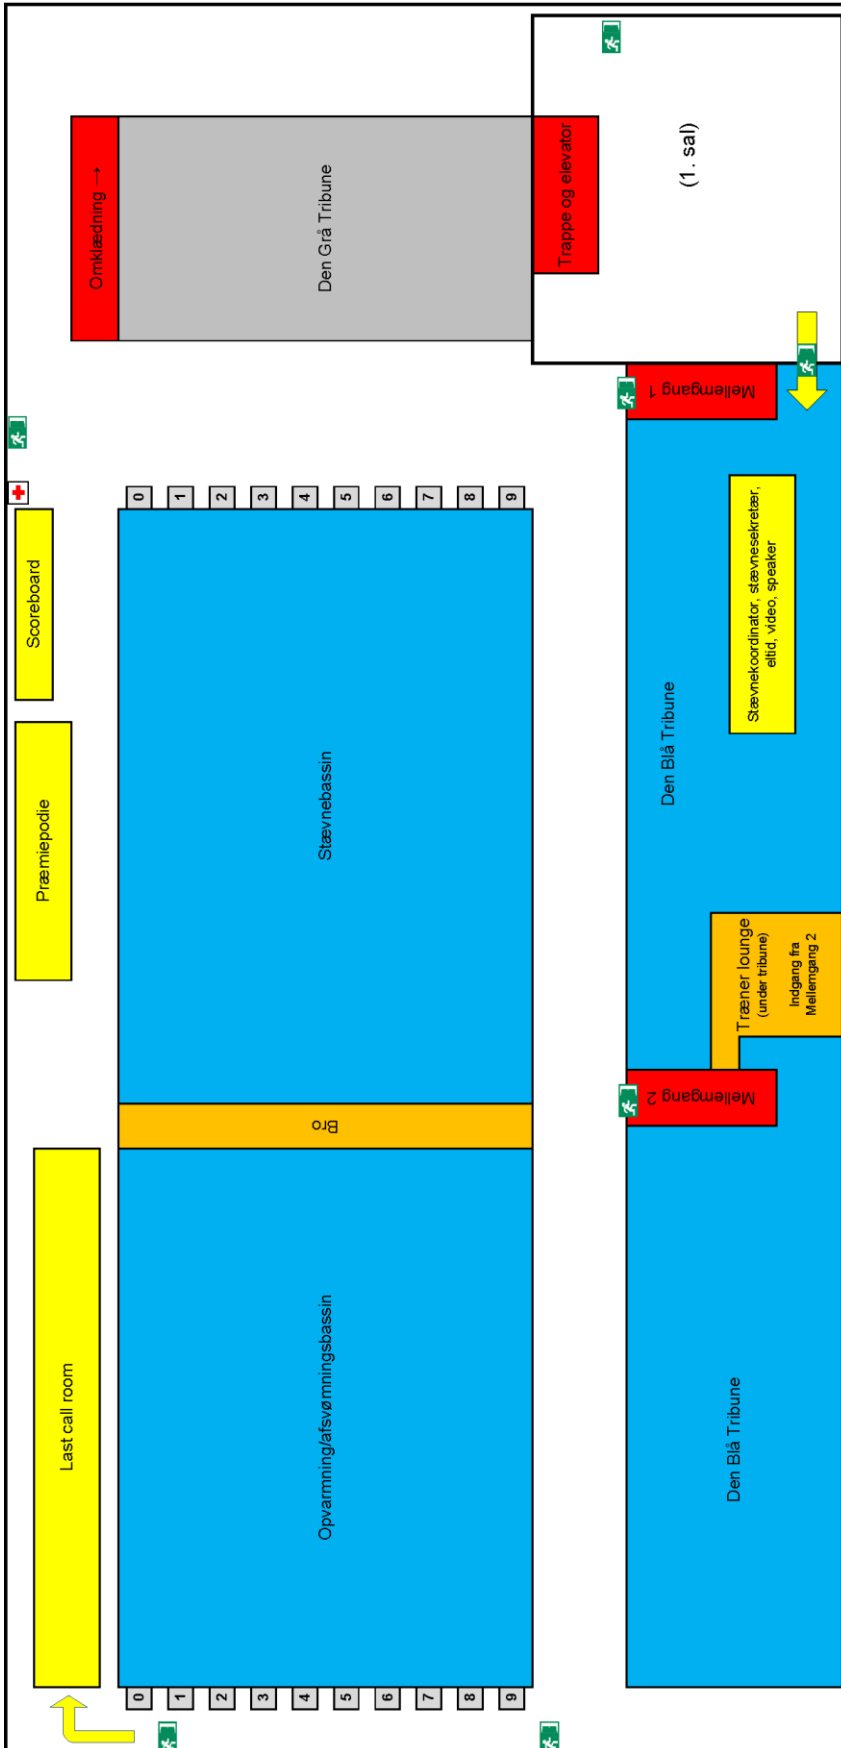 Omklædning →
Den Grå Tribune
Trappe og elevator
(1. sal)
Mellemgang 1
Scoreboard
0
1
2
3
4
5
6
7
8
9
Stævnekoordinator, stævnesekretær,
eltid, video, speaker
Præmiepodie
Stævnebassin
Den Blå Tribune
Træner lounge
(under tribune)
Indgang fra
Mellemgang 2
Mellemgang 2
Bro
Last call room
Opvarmning/afsvømningsbassin
Den Blå Tribune
0
1
2
3
4
5
6
7
8
9